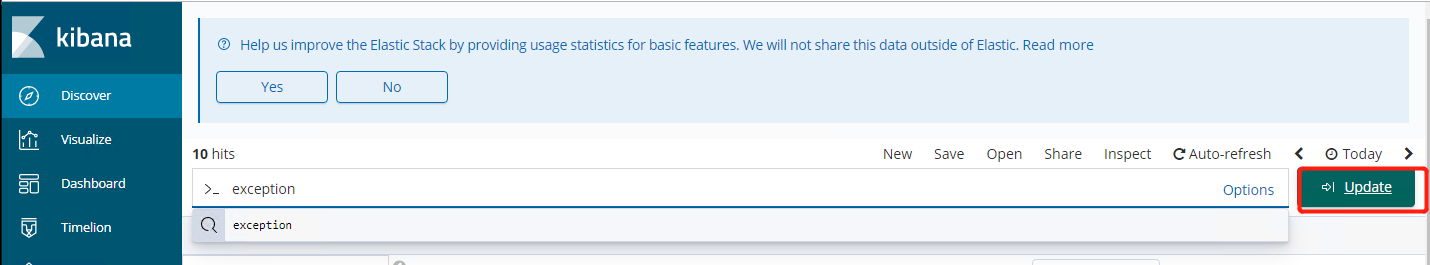 kibana
Help us improve the Elastic Stack by providing usage statistics for basic features. We will not share this data outside of Elastic. Read more
Yes No
Discover
Visualize
Dashboard
Timelion
10 hits New Save Open Share Inspect Auto-refresh Today
>_ exception Options Update
exception